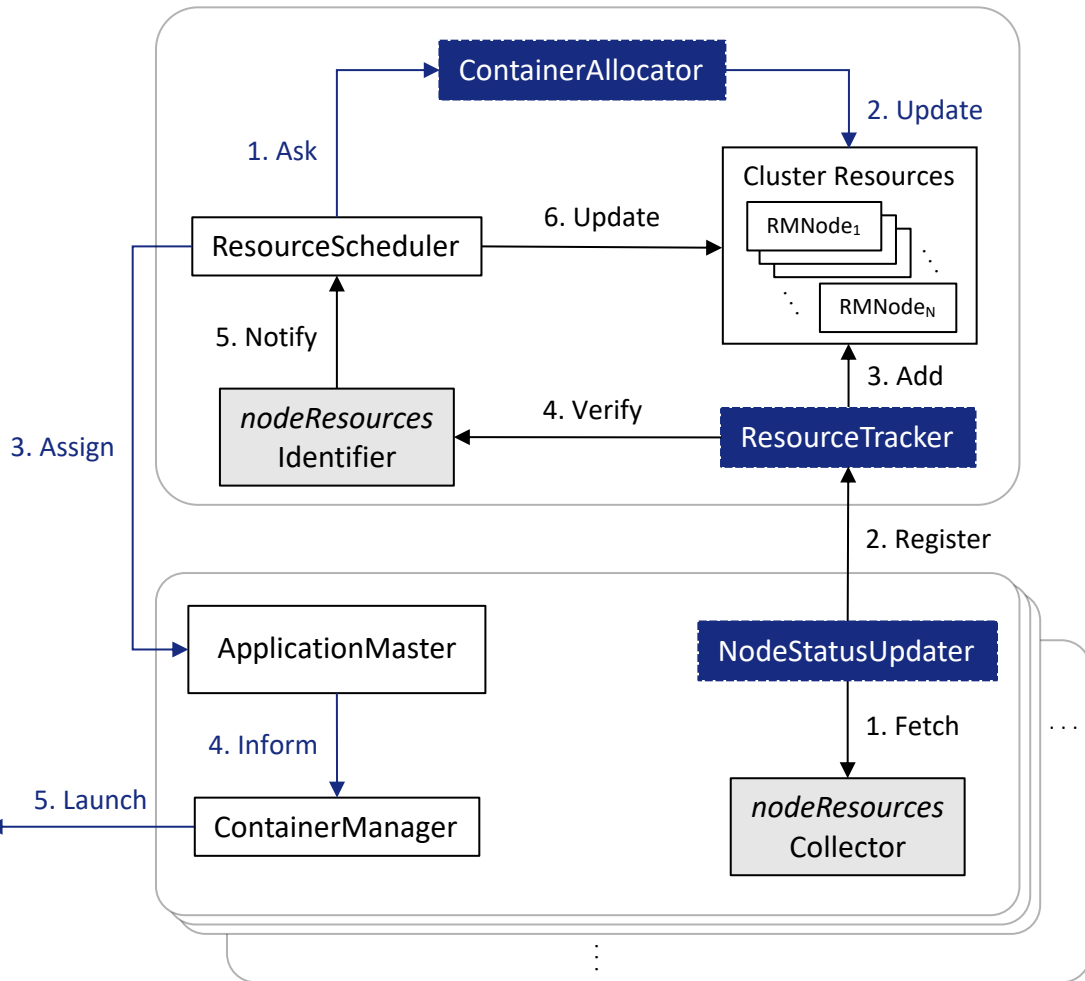 ContainerAllocator
2. Update
1. Ask
Cluster Resources
RMNode₁
6. Update
ResourceScheduler
. . .
. . .
RMNode_N
5. Notify
3. Add
nodeResources
Identifier
4. Verify
ResourceTracker
3. Assign
2. Register
ApplicationMaster
NodeStatusUpdater
4. Inform
1. Fetch
. . .
5. Launch
ContainerManager
nodeResources
Collector
. . .